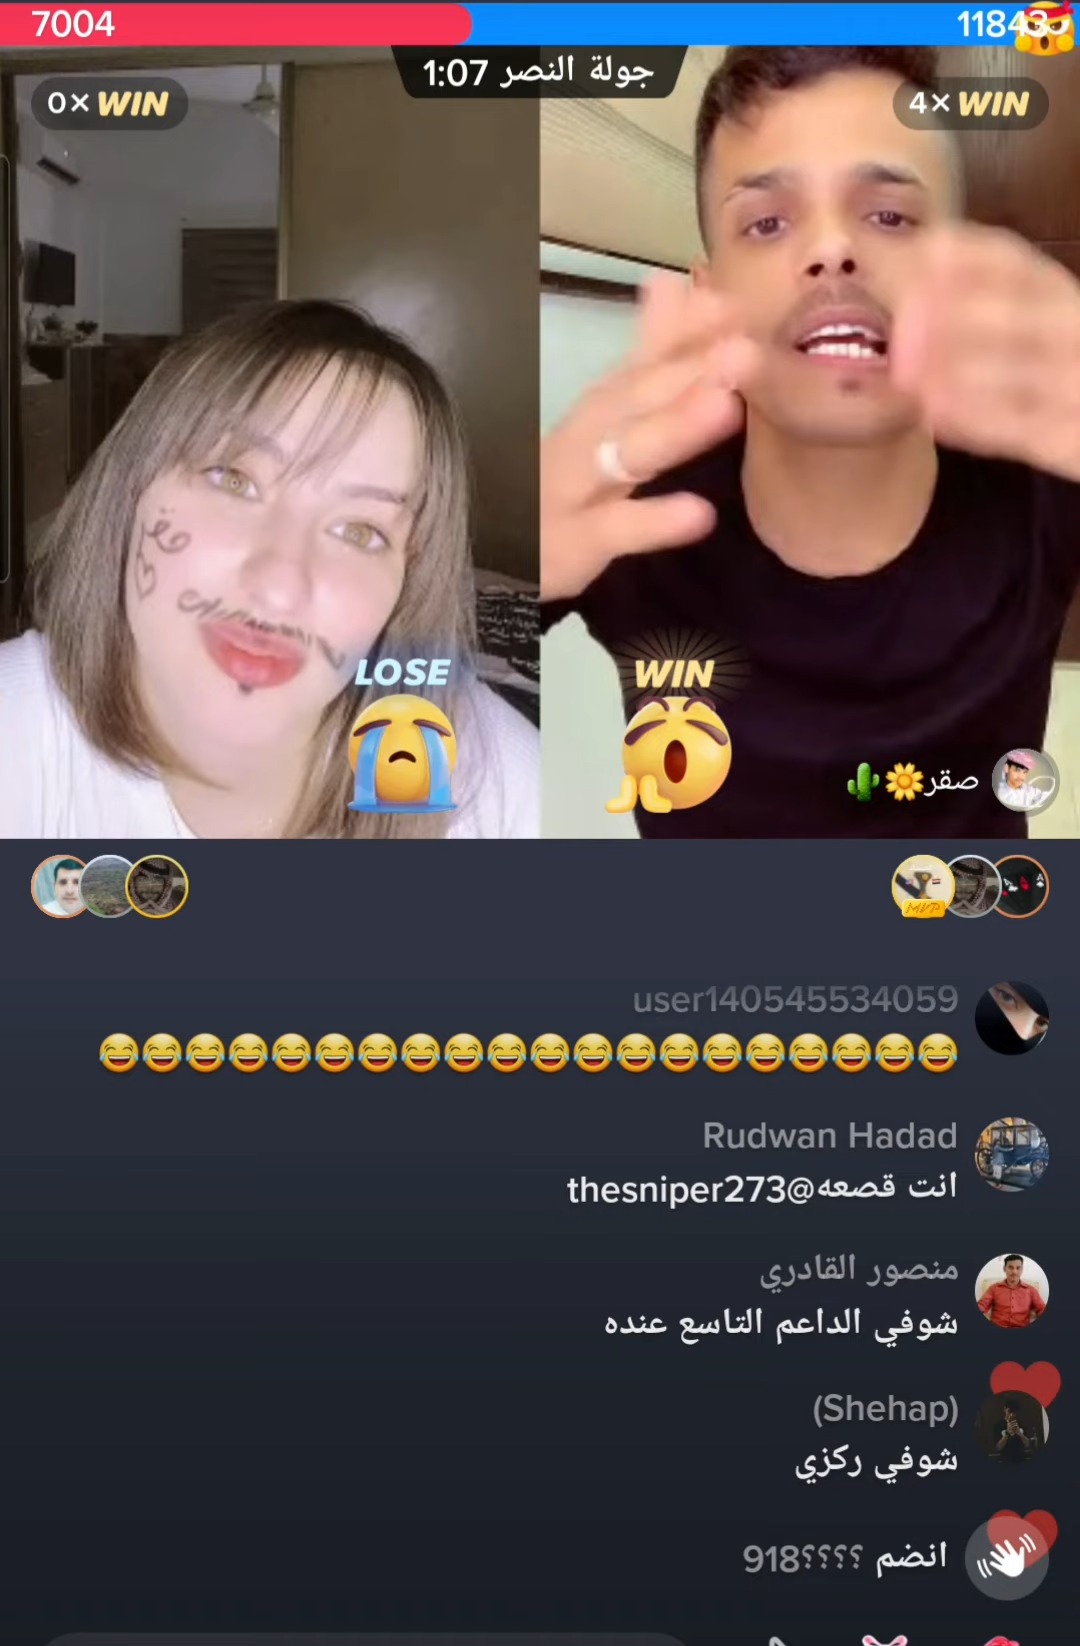 7004
11843
جولة النصر 1:07
0× WIN
4× WIN
LOSE
WIN
صقر🌼🌵
MVP
user140545534059
😂😂😂😂😂😂😂😂😂😂😂😂😂😂😂😂😂😂😂😂
Rudwan Hadad
انت قصعه@thesniper273
منصور القادري
شوفي الداعم التاسع عنده
(Shehap)
شوفي ركزي
918؟؟؟؟ انضم